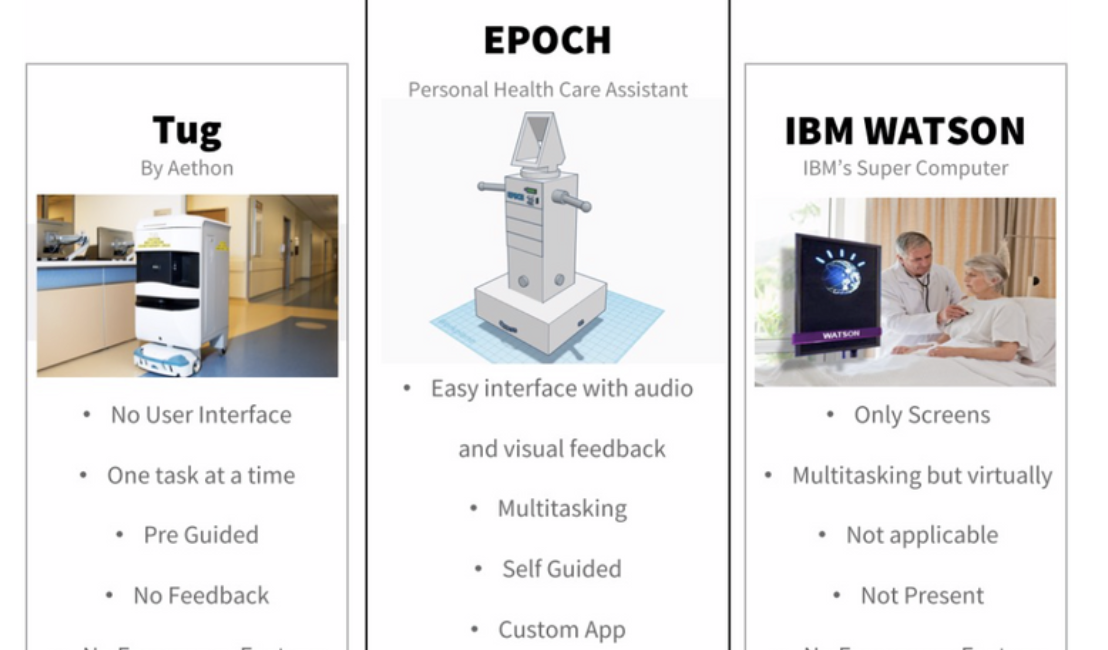 EPOCH
Personal Health Care Assistant
EPOCH
• Easy interface with audio
and visual feedback
• Multitasking
• Self Guided
• Custom App
Tug
By Aethon
• No User Interface
• One task at a time
• Pre Guided
• No Feedback
IBM WATSON
IBM’s Super Computer
WATSON
• Only Screens
• Multitasking but virtually
• Not applicable
• Not Present